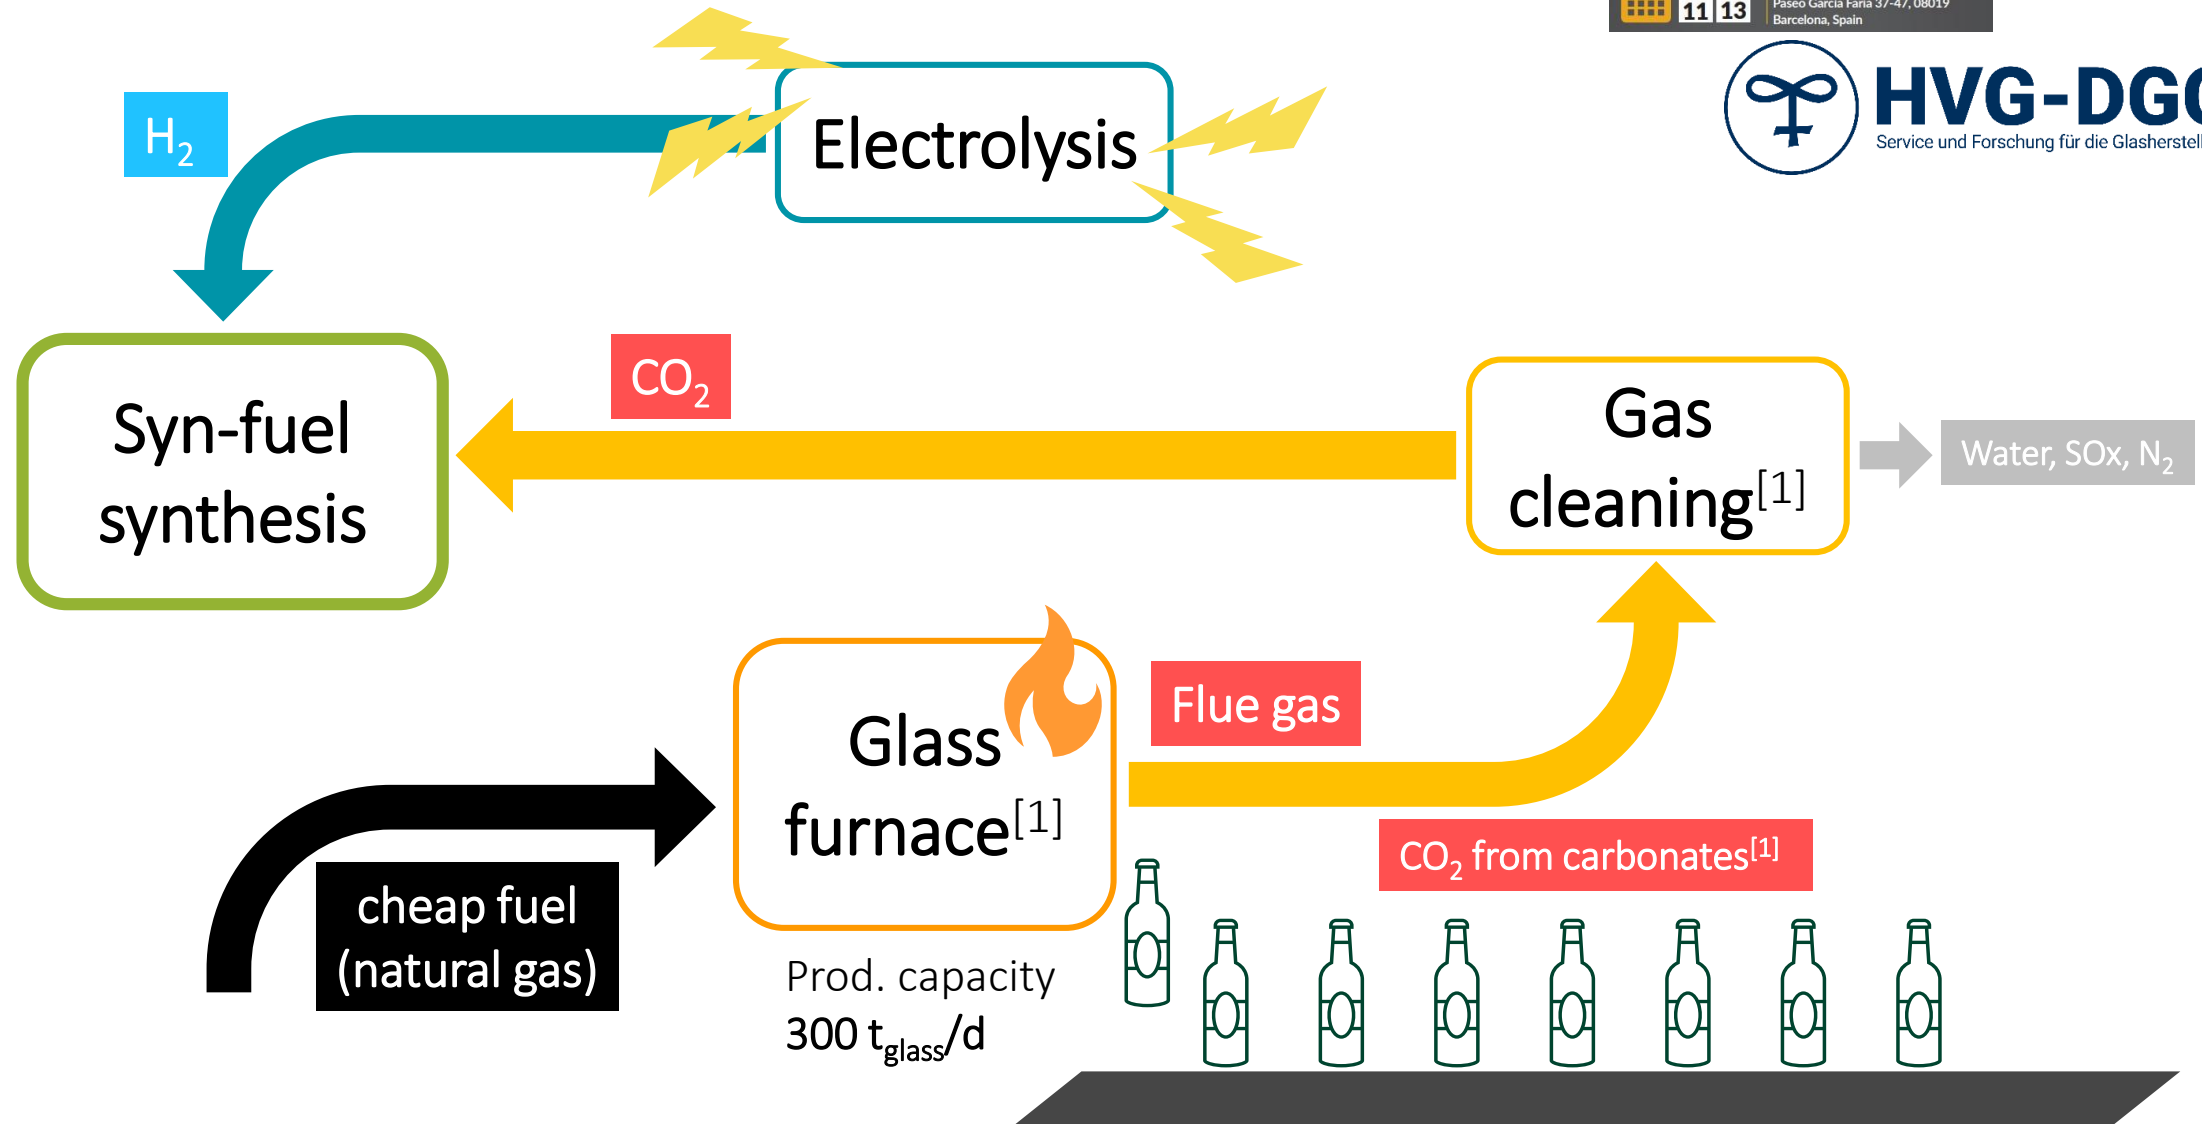 11 13
Paseo García Faria 37-47, 08019
Barcelona, Spain
HVG-DG
Service und Forschung für die
H₂
Electrolysis
CO₂
Syn-fuel
synthesis
Gas
cleaning[1]
Water, SOx, N₂
Flue gas
Glass
furnace[1]
CO₂ from carbonates[1]
cheap fuel
(natural gas)
Prod. capacity
300 t_glass/d